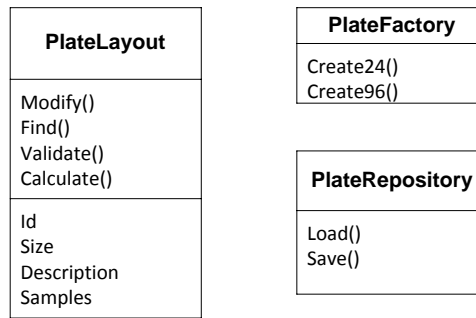 PlateLayout
Modify()
Find()
Validate()
Calculate()
Id
Size
Description
Samples
PlateFactory
Create24()
Create96()
PlateRepository
Load()
Save()